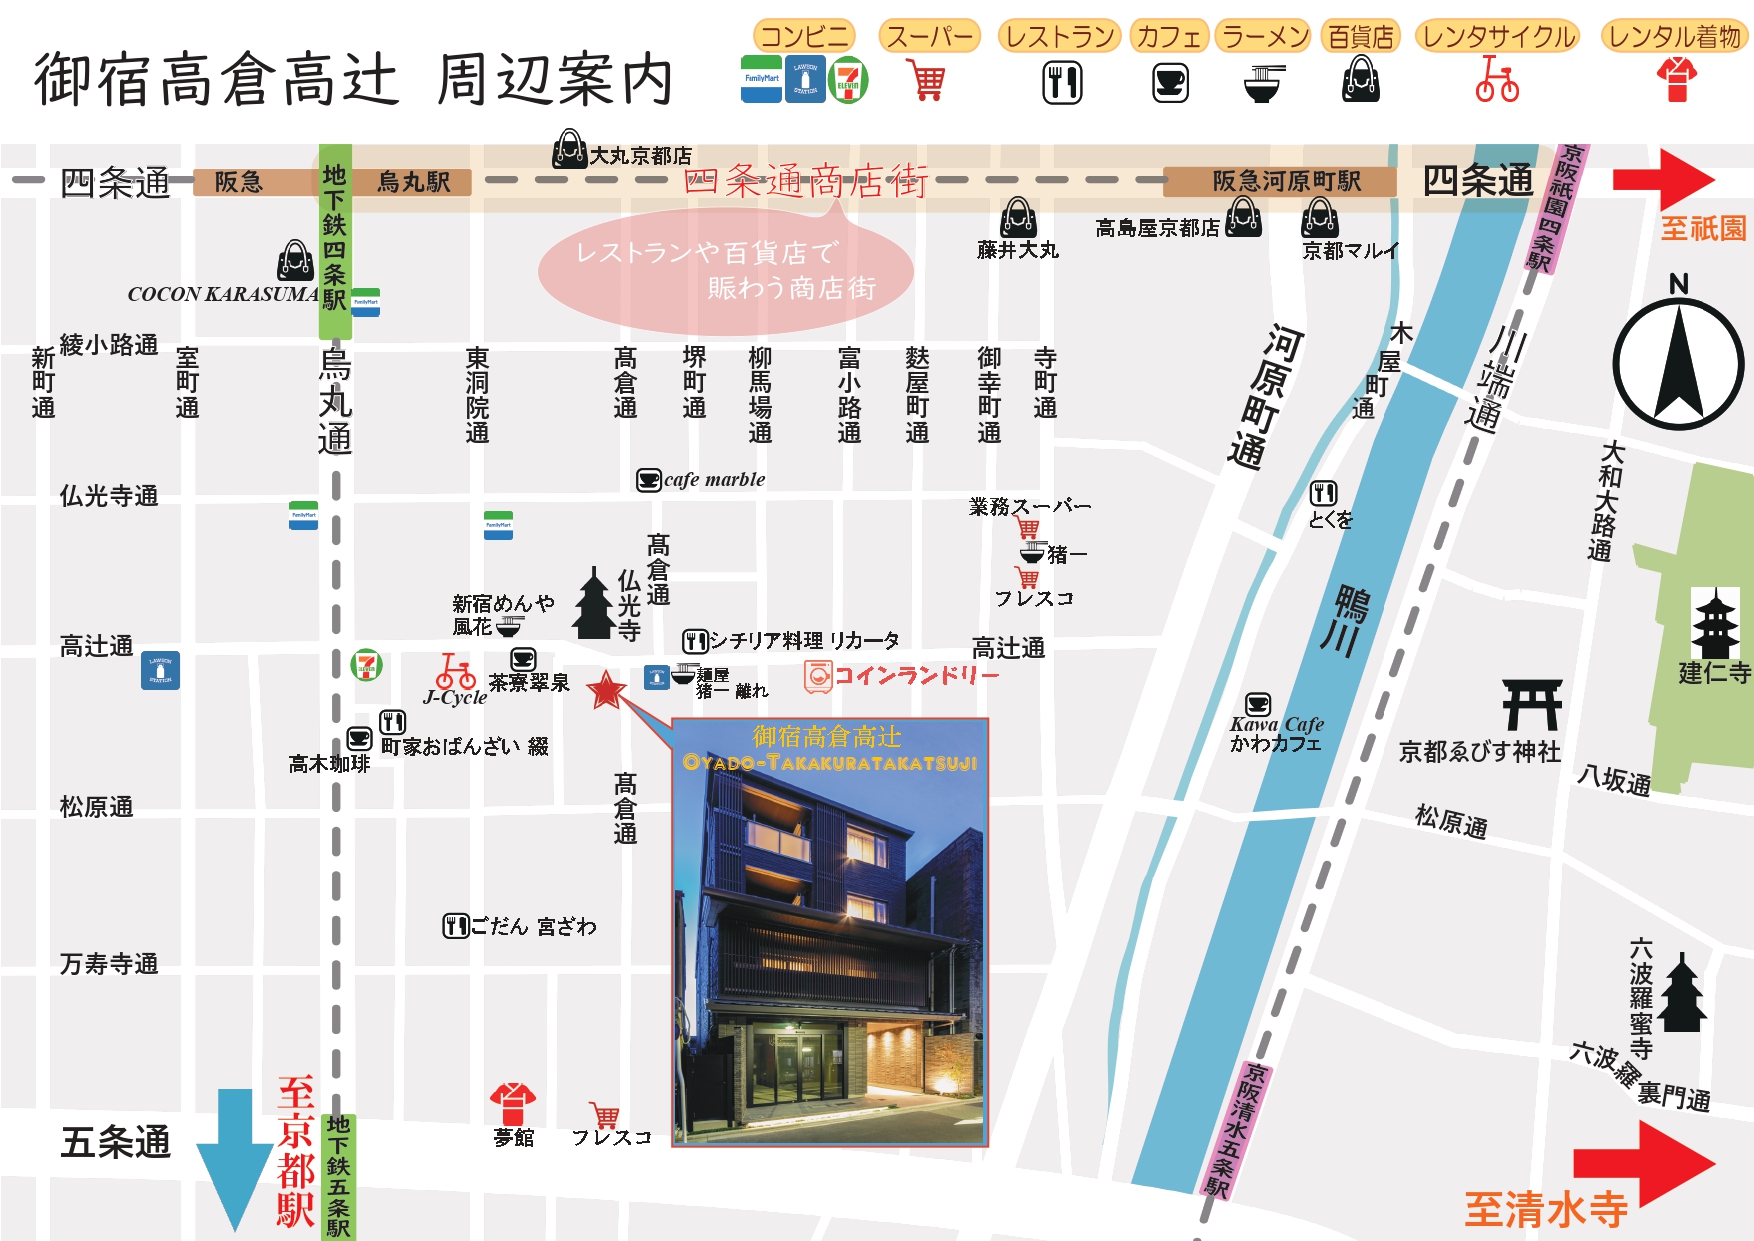 御宿高倉高辻 周辺案内
コンビニ
スーパー
レストラン
カフェ
ラーメン
百貨店
レンタサイクル
レンタル着物
FamilyMart
LAWSON
STATION
7
ELEVEN
大丸京都店
四条通
阪急
烏丸駅
地下鉄四条駅
四条通商店街
阪急河原町駅
四条通
京阪祇園四条駅
至祇園
レストランや百貨店で
賑わう商店街
藤井大丸
高島屋京都店
京都マルイ
COCON KARASUMA
FamilyMart
N
綾小路通
新町通
室町通
烏丸通
東洞院通
髙倉通
堺町通
柳馬場通
富小路通
麩屋町通
御幸町通
寺町通
河原町通
木屋町通
川端通
大和大路通
仏光寺通
FamilyMart
FamilyMart
cafe marble
業務スーパー
猪一
フレスコ
とくを
髙倉通
仏光寺
新宿めんや
風花
鴨川
建仁寺
高辻通
LAWSON
STATION
7
ELEVEN
J-Cycle
茶寮翠泉
シチリア料理 リカータ
高辻通
LAWSON
STATION
麺屋
猪一 離れ
コインランドリー
町家おばんざい 綴
高木珈琲
御宿高倉高辻
OYADO-TAKAKURATAKATSUJI
Kawa Cafe
かわカフェ
京都ゑびす神社
八坂通
松原通
髙倉通
松原通
ごだん 宮ざわ
万寿寺通
六波羅蜜寺
六波羅裏門通
五条通
至京都駅
地下鉄五条駅
夢館
フレスコ
京阪清水五条駅
至清水寺